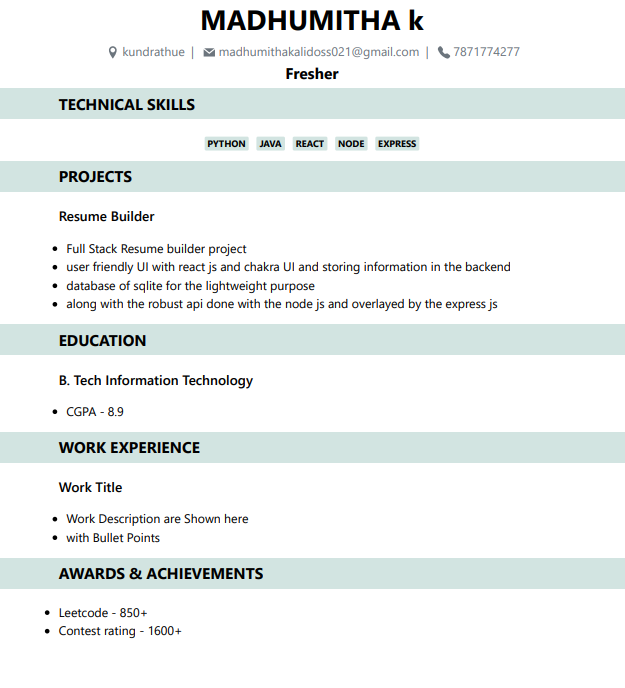 MADHUMITHA k
kundrathue | madhumithakalidoss021@gmail.com | 7871774277
Fresher
TECHNICAL SKILLS
PYTHON JAVA REACT NODE EXPRESS
PROJECTS
Resume Builder
• Full Stack Resume builder project
• user friendly UI with react js and chakra UI and storing information in the backend
• database of sqlite for the lightweight purpose
• along with the robust api done with the node js and overlayed by the express js
EDUCATION
B. Tech Information Technology
• CGPA - 8.9
WORK EXPERIENCE
Work Title
• Work Description are Shown here
• with Bullet Points
AWARDS & ACHIEVEMENTS
• Leetcode - 850+
• Contest rating - 1600+